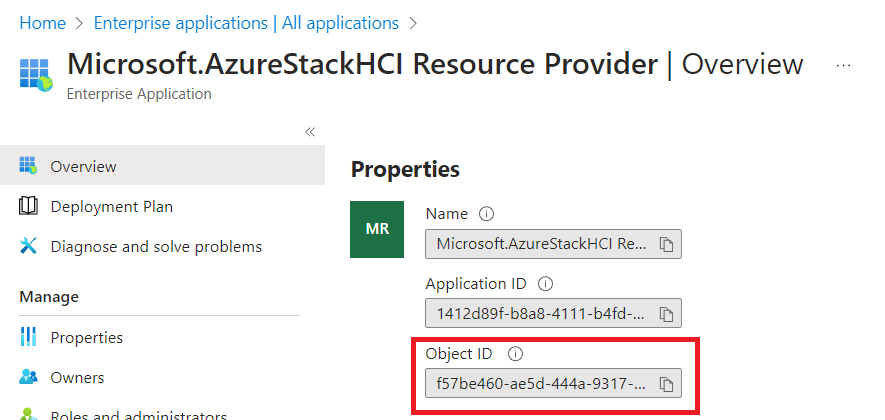 Home > Enterprise applications | All applications >
Microsoft.AzureStackHCI Resource Provider | Overview ...
Enterprise Application
«
Overview
Deployment Plan
Diagnose and solve problems
Manage
Properties
Owners
Roles and administrators
Properties
MR
Name
Microsoft.AzureStackHCI Re...
Application ID
1412d89f-b8a8-4111-b4fd-...
Object ID
f57be460-ae5d-444a-9317-...